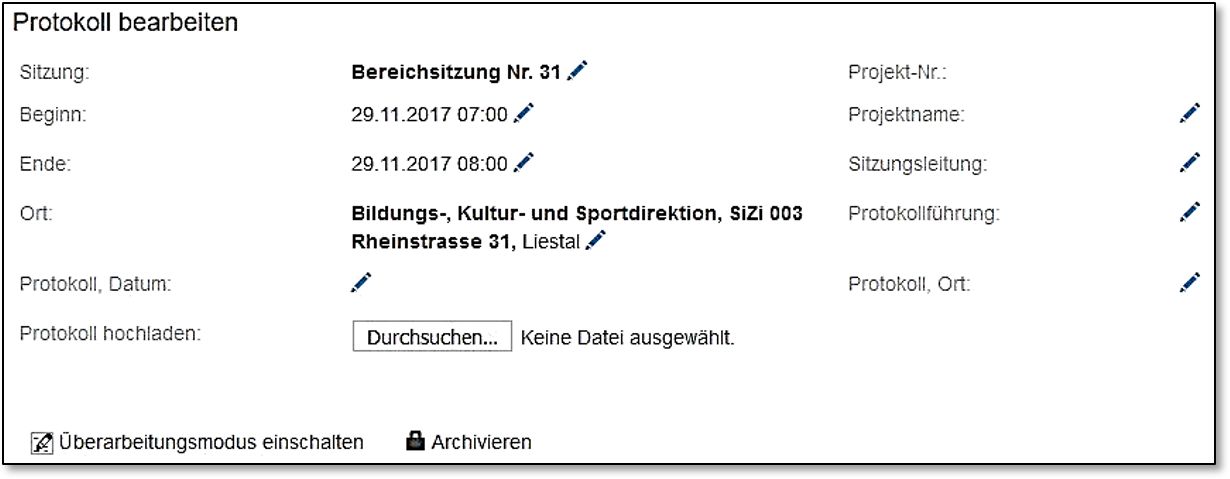 Protokoll bearbeiten
Sitzung: Bereichsitzung Nr. 31 Projekt-Nr.:
Beginn: 29.11.2017 07:00 Projektname:
Ende: 29.11.2017 08:00 Sitzungsleitung:
Ort: Bildungs-, Kultur- und Sportdirektion, SiZi 003 Protokollführung:
Rheinstrasse 31, Liestal
Protokoll, Datum: Protokoll, Ort:
Protokoll hochladen: Durchsuchen... Keine Datei ausgewählt.
Überarbeitungsmodus einschalten Archivieren